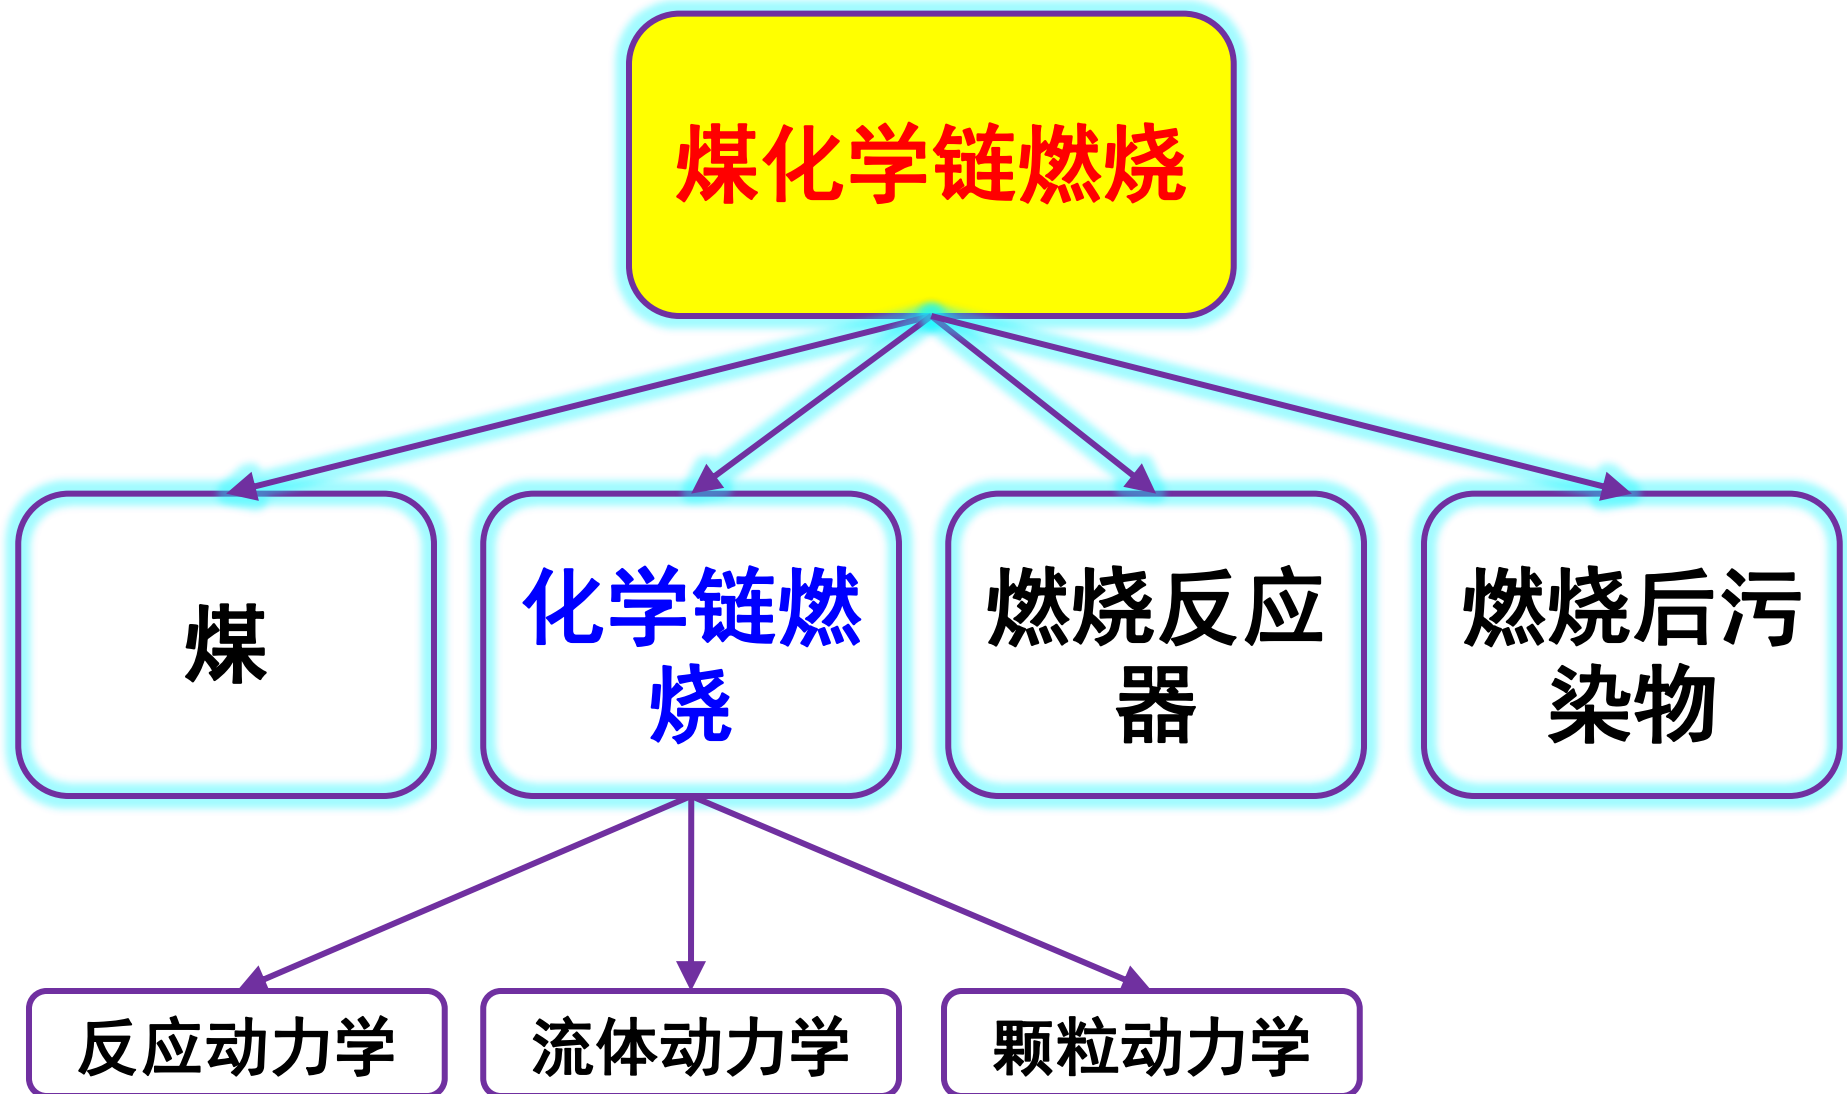 煤化学链燃烧
煤
化学链燃
烧
燃烧反应
器
燃烧后污
染物
反应动力学
流体动力学
颗粒动力学